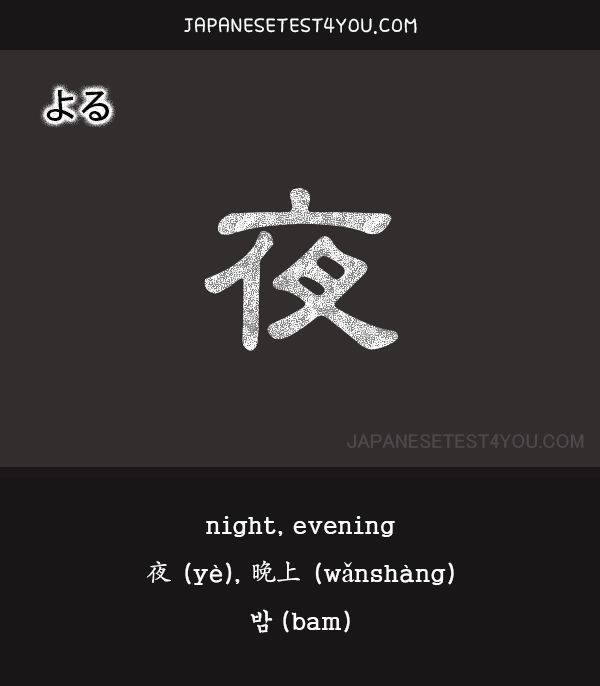 JAPANESETEST4YOU.COM
よる
夜
JAPANESETEST4YOU.COM
night, evening
夜 (yè), 晚上 (wǎnshàng)
밤 (bam)